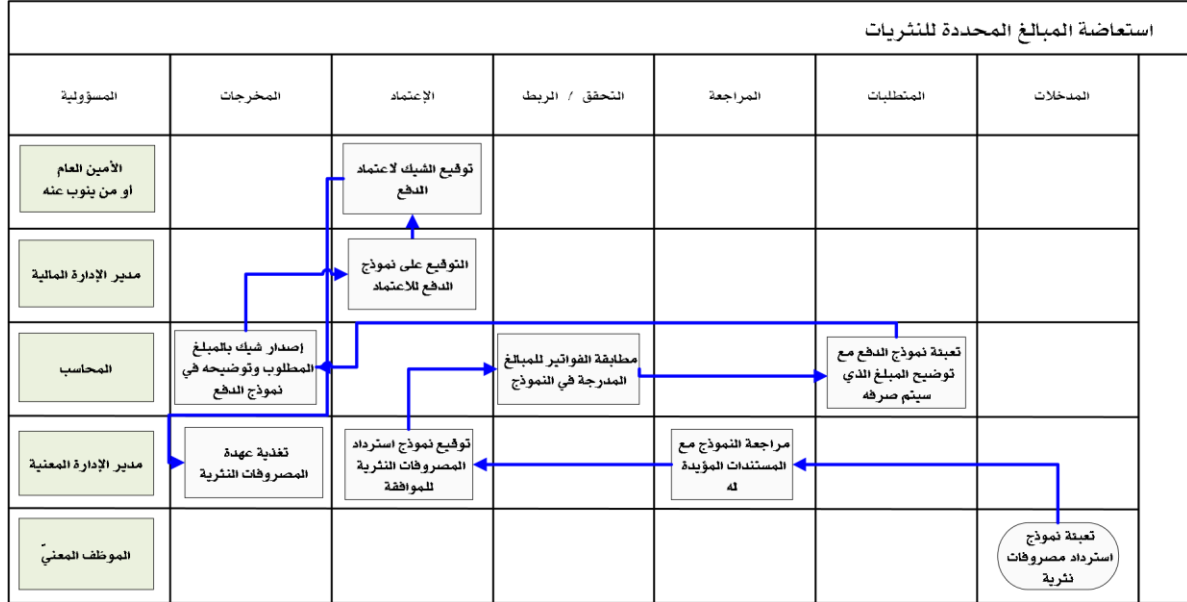 استعاضة المبالغ المحددة للنثريات
المدخلات
المتطلبات
المراجعة
التحقق / الربط
الإعتماد
المخرجات
المسؤولية
توقيع الشيك لاعتماد
الدفع
الأمين العام
او من ينوب عنه
التوقيع على نموذج
الدفع للاعتماد
مدير الإدارة المالية
تعبئة نموذج الدفع مع
توضيح المبلغ الذي
سيتم صرفه
مطابقة الفواتير للمبالغ
المدرجة في النموذج
إصدار شيك بالمبلغ
المطلوب وتوضيحه في
نموذج الدفع
المحاسب
مراجعة النموذج مع
المستندات المؤيدة
له
توقيع نموذج استرداد
المصروفات النثرية
للموافقة
تغذية عهدة
المصروفات النثرية
مدير الإدارة المعنية
تعبئة نموذج
استرداد مصروفات
نثرية
الموظف المعنيّ